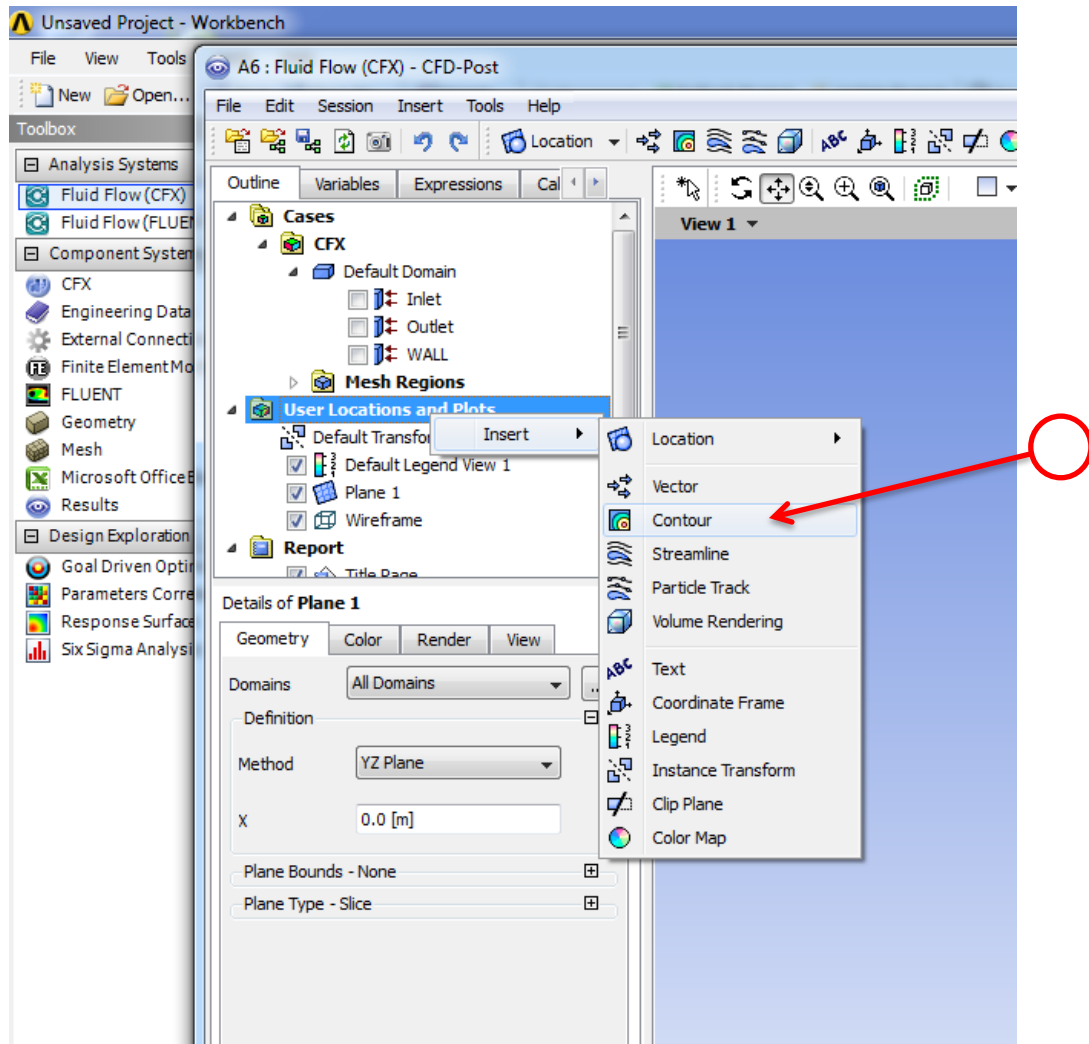 Unsaved Project - Workbench
File View Tools
New Open...
Toolbox
Analysis Systems
Fluid Flow (CFX)
Fluid Flow (FLUEN
Component System
CFX
Engineering Data
External Connecti
Finite Element Mo
FLUENT
Geometry
Mesh
Microsoft Office E
Results
Design Exploration
Goal Driven Optim
Parameters Corre
Response Surface
Six Sigma Analysi
A6 : Fluid Flow (CFX) - CFD-Post
File Edit Session Insert Tools Help
Location
ABC
Outline Variables Expressions Cal
View 1
Cases
CFX
Default Domain
Inlet
Outlet
WALL
Mesh Regions
User Locations and Plots
Default Transfor
Default Legend View 1
Plane 1
Wireframe
Report
Title Page
Insert
Location
Vector
Contour
Streamline
Particle Track
Volume Rendering
ABC Text
Coordinate Frame
Legend
Instance Transform
Clip Plane
Color Map
Details of Plane 1
Geometry Color Render View
Domains All Domains ...
Definition
Method YZ Plane
X 0.0 [m]
Plane Bounds - None
Plane Type - Slice